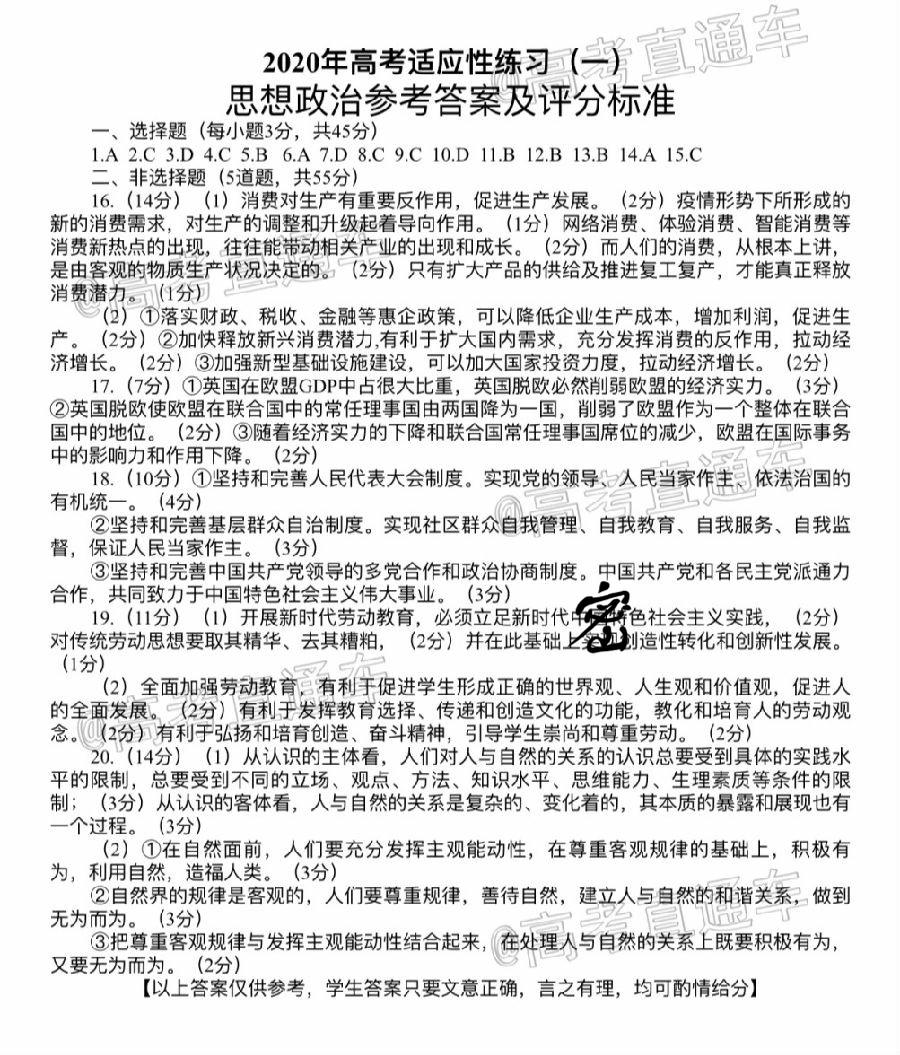 2020年高考适应性练习（一）
思想政治参考答案及评分标准
一、选择题（每小题3分，共45分）
1.A 2.C 3.D 4.C 5.B 6.A 7.D 8.C 9.C 10.D 11.B 12.B 13.B 14.A 15.C
二、非选择题（5道题，共55分）
16.（14分）（1）消费对生产有重要反作用，促进生产发展。（2分）疫情形势下所形成的
新的消费需求，对生产的调整和升级起着导向作用。（1分）网络消费、体验消费、智能消费等
消费新热点的出现，往往能带动相关产业的出现和成长。（2分）而人们的消费，从根本上讲，
是由客观的物质生产状况决定的。（2分）只有扩大产品的供给及推进复工复产，才能真正释放
消费潜力。（1分）
（2）①落实财政、税收、金融等惠企政策，可以降低企业生产成本，增加利润，促进生
产。（2分）②加快释放新兴消费潜力,有利于扩大国内需求，充分发挥消费的反作用，拉动经
济增长。（2分）③加强新型基础设施建设，可以加大国家投资力度，拉动经济增长。（2分）
17.（7分）①英国在欧盟GDP中占很大比重，英国脱欧必然削弱欧盟的经济实力。（3分）
②英国脱欧使欧盟在联合国中的常任理事国由两国降为一国，削弱了欧盟作为一个整体在联合
国中的地位。（2分）③随着经济实力的下降和联合国常任理事国席位的减少，欧盟在国际事务
中的影响力和作用下降。（2分）
18.（10分）①坚持和完善人民代表大会制度。实现党的领导、人民当家作主、依法治国的
有机统一。（4分）
②坚持和完善基层群众自治制度。实现社区群众自我管理、自我教育、自我服务、自我监
督，保证人民当家作主。（3分）
③坚持和完善中国共产党领导的多党合作和政治协商制度。中国共产党和各民主党派通力
合作，共同致力于中国特色社会主义伟大事业。（3分）
19.（11分）（1）开展新时代劳动教育，必须立足新时代中国特色社会主义实践，（2分）
对传统劳动思想要取其精华、去其糟粕，（2分）并在此基础上实现创造性转化和创新性发展。
（1分）
（2）全面加强劳动教育，有利于促进学生形成正确的世界观、人生观和价值观，促进人
的全面发展。（2分）有利于发挥教育选择、传递和创造文化的功能，教化和培育人的劳动观
念。（2分）有利于弘扬和培育创造、奋斗精神，引导学生崇尚和尊重劳动。（2分）
20.（14分）（1）从认识的主体看，人们对人与自然的关系的认识总要受到具体的实践水
平的限制，总要受到不同的立场、观点、方法、知识水平、思维能力、生理素质等条件的限
制；（3分）从认识的客体看，人与自然的关系是复杂的、变化着的，其本质的暴露和展现也有
一个过程。（3分）
（2）①在自然面前，人们要充分发挥主观能动性，在尊重客观规律的基础上，积极有
为，利用自然，造福人类。（3分）
②自然界的规律是客观的，人们要尊重规律，善待自然，建立人与自然的和谐关系，做到
无为而为。（3分）
③把尊重客观规律与发挥主观能动性结合起来，在处理人与自然的关系上既要积极有为，
又要无为而为。（2分）
【以上答案仅供参考，学生答案只要文意正确，言之有理，均可酌情给分】
密
@高考直通车
@高考直通车
@高考直通车
@高考直通车
@高考直通车